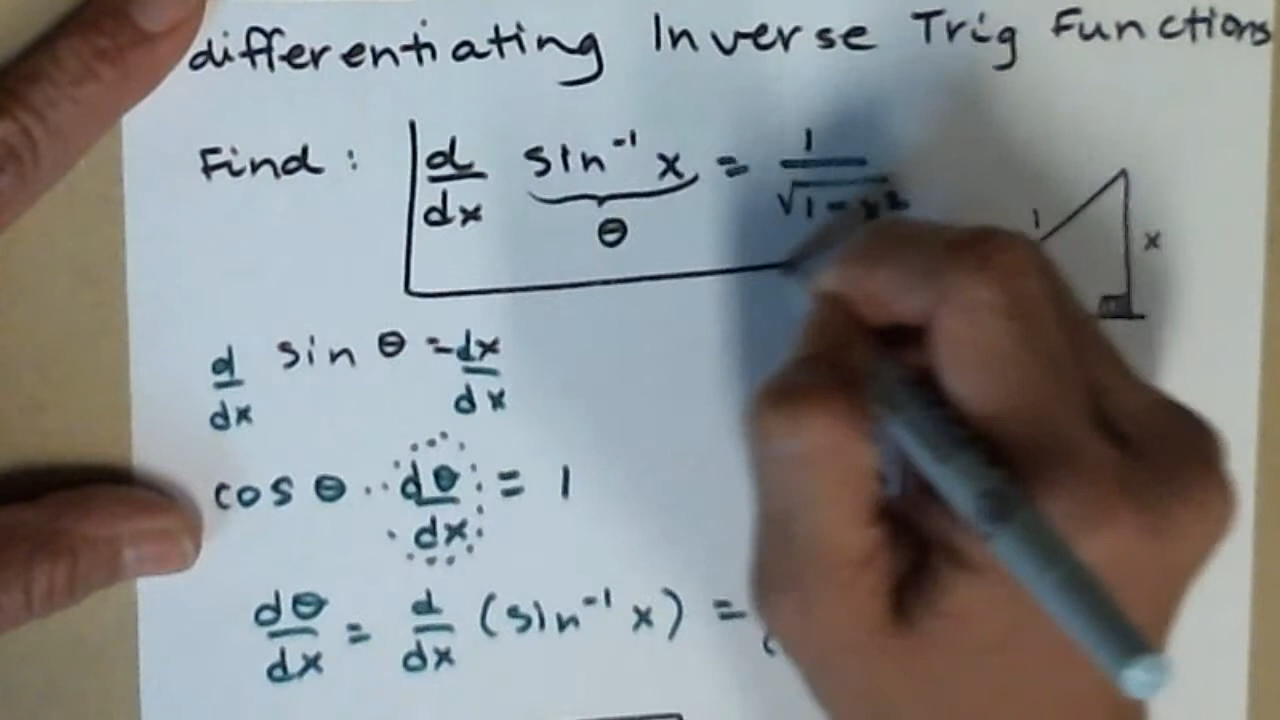 differentiating Inverse Trig Functions
Find : d/dx sin⁻¹ x = 1/√(1-x²)
θ
1
x
d/dx sin θ = dx/dx
cos θ · dθ/dx = 1
dθ/dx = d/dx (sin⁻¹ x) =